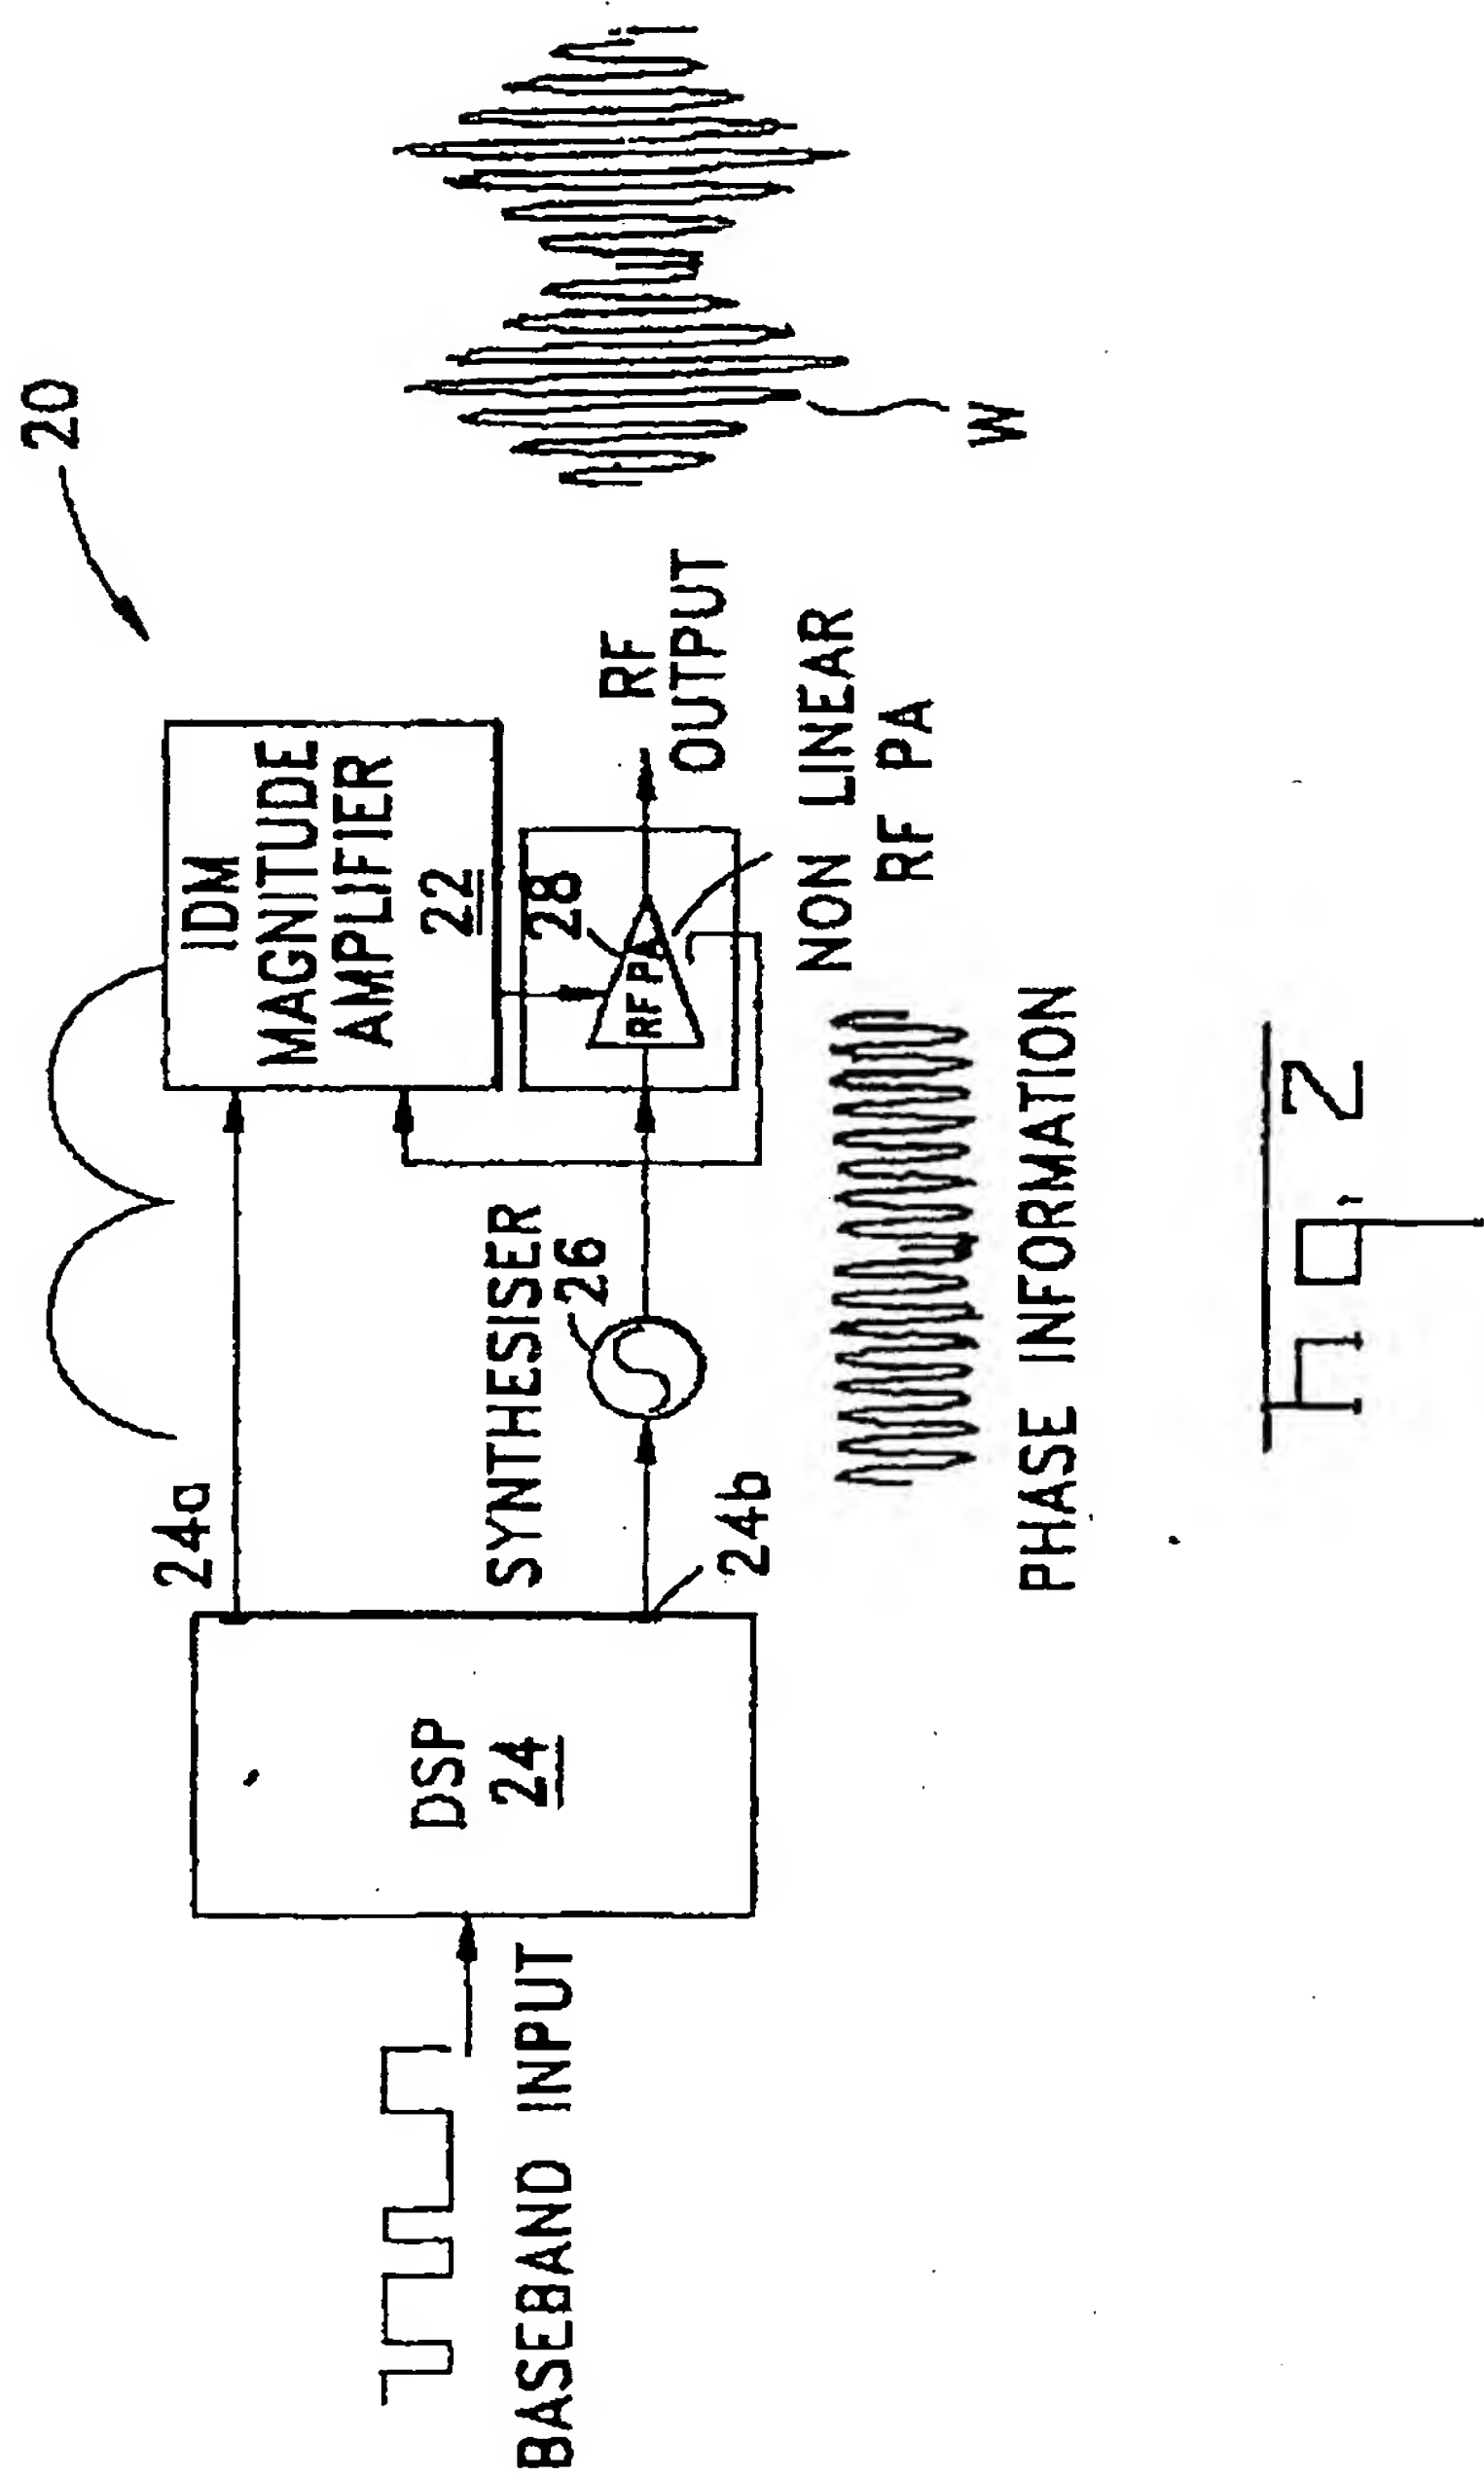 20
IDM
MAGNITUDE
AMPLIFIER
22
24a
SYNTHESISER
26
28
RF PA
RF
OUTPUT
NON LINEAR
RF PA
DSP
24
24b
BASEBAND INPUT
PHASE INFORMATION
W
Fig. 2